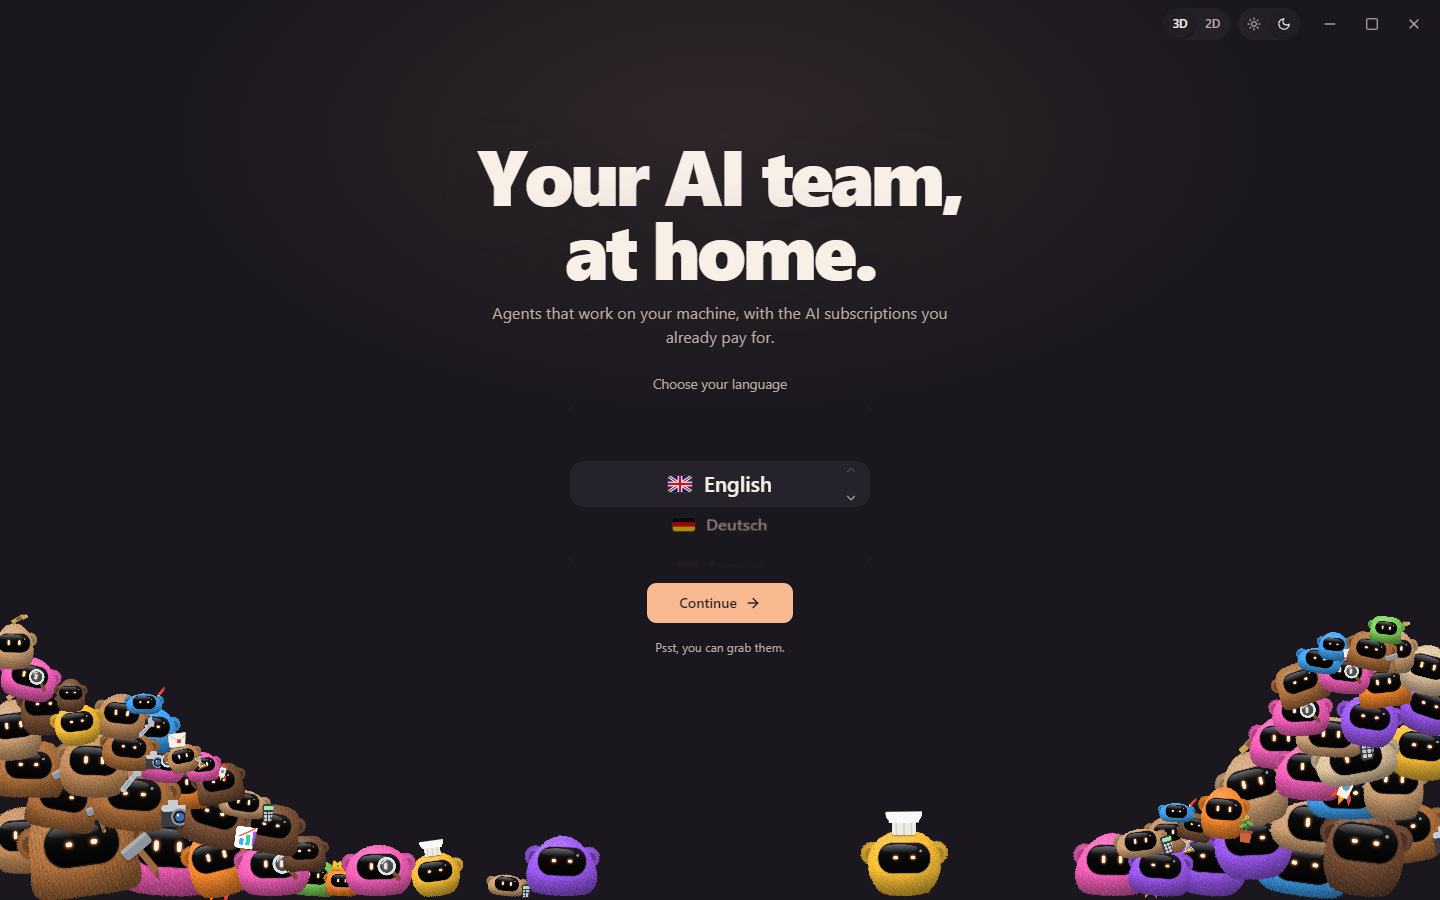 3D 2D
Your AI team,
at home.
Agents that work on your machine, with the AI subscriptions you
already pay for.
Choose your language
English
Deutsch
Continue
Psst, you can grab them.